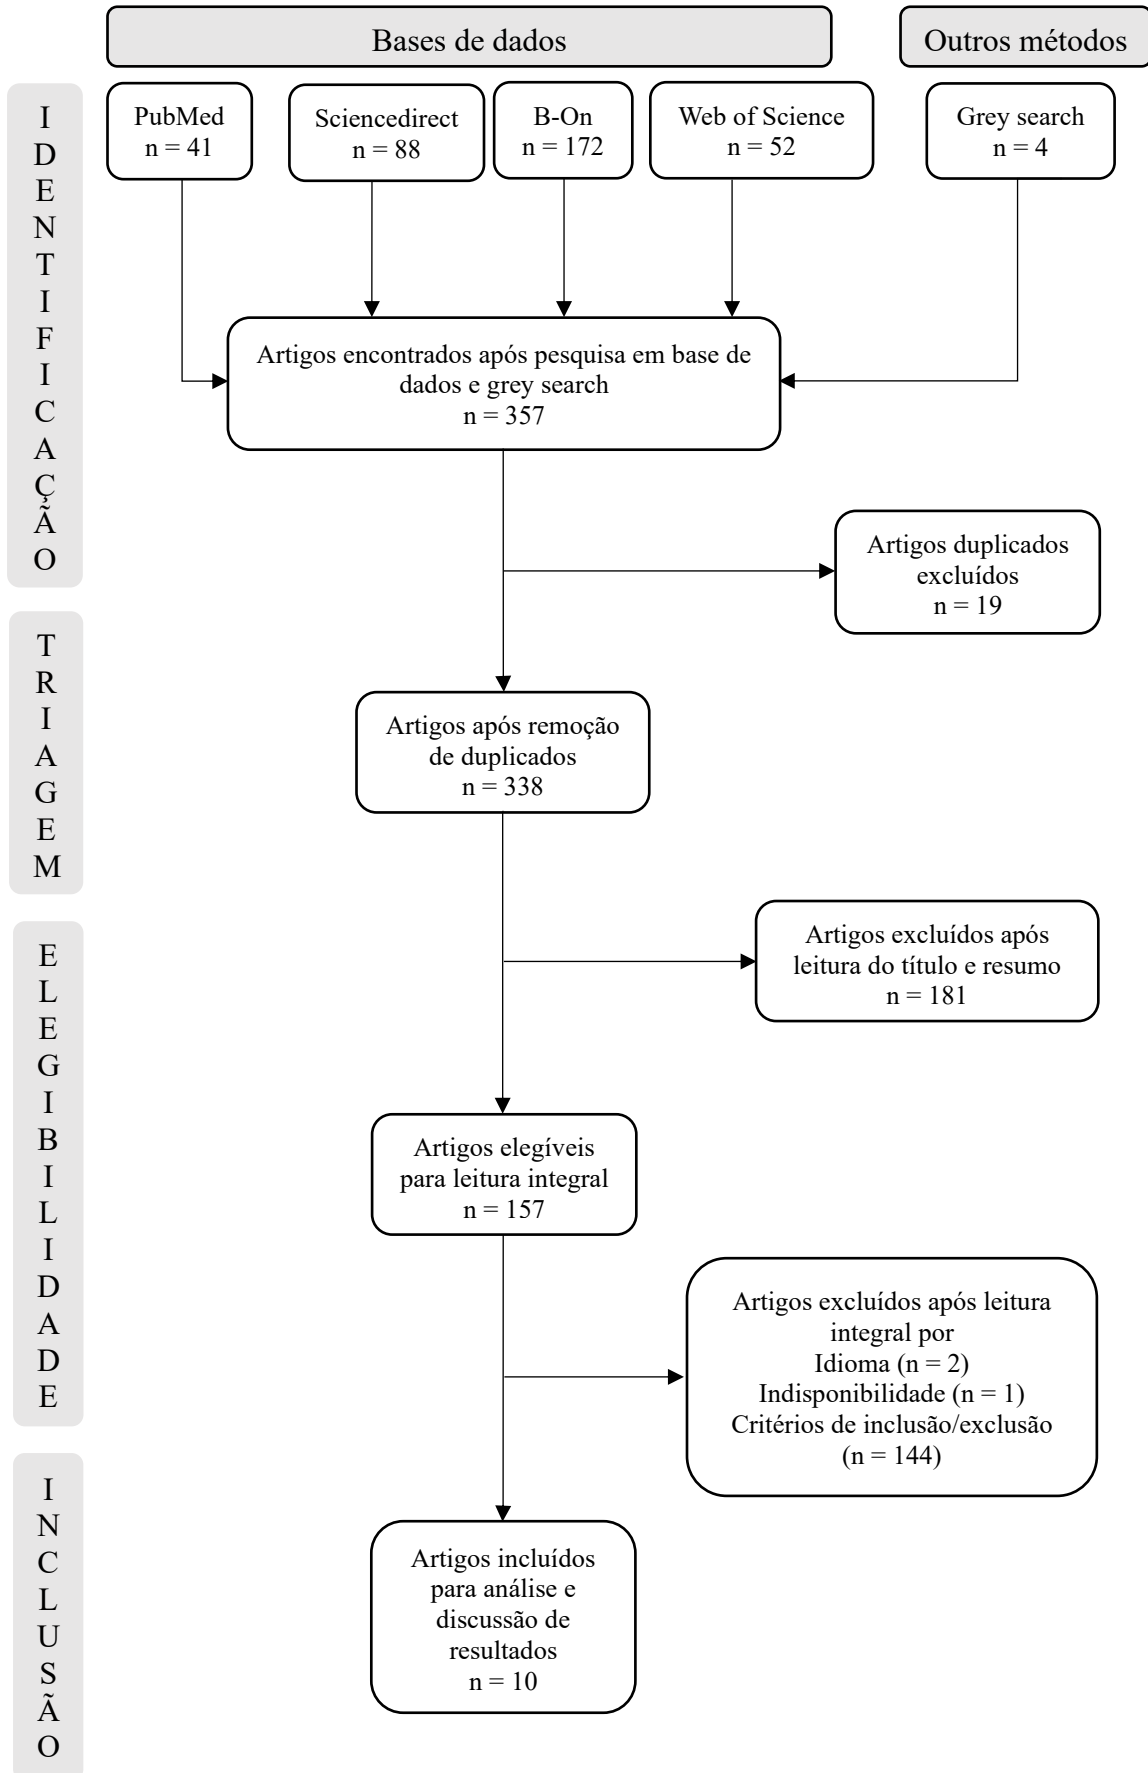 Bases de dados
Outros métodos
PubMed
n = 41
Sciencedirect
n = 88
B-On
n = 172
Web of Science
n = 52
Grey search
n = 4
IDENTIFICAÇÃO
Artigos encontrados após pesquisa em base de
dados e grey search
n = 357
Artigos duplicados
excluídos
n = 19
TRIAGEM
Artigos após remoção
de duplicados
n = 338
ELEGIBILIDADE
Artigos excluídos após
leitura do título e resumo
n = 181
Artigos elegíveis
para leitura integral
n = 157
Artigos excluídos após leitura
integral por
Idioma (n = 2)
Indisponibilidade (n = 1)
Critérios de inclusão/exclusão
(n = 144)
INCLUSÃO
Artigos incluídos
para análise e
discussão de
resultados
n = 10